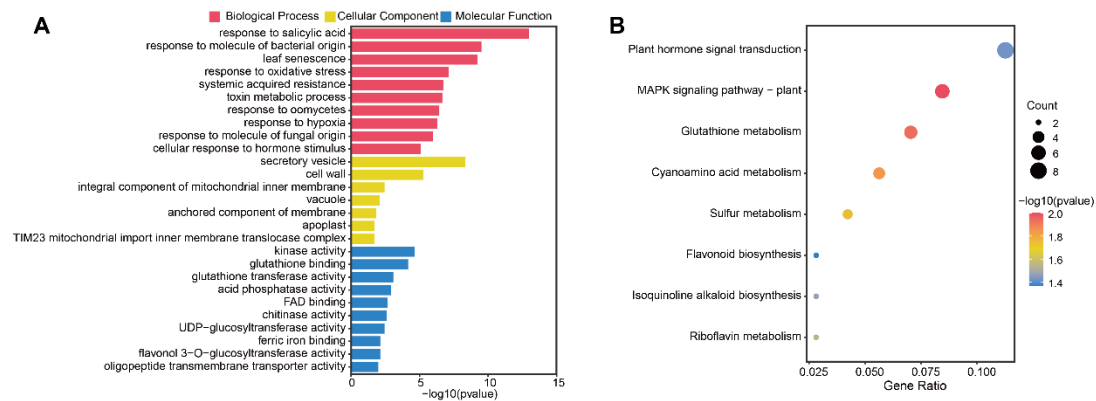 A
Biological Process
Cellular Component
Molecular Function
response to salicylic acid
response to molecule of bacterial origin
leaf senescence
response to oxidative stress
systemic acquired resistance
toxin metabolic process
response to oomycetes
response to hypoxia
response to molecule of fungal origin
cellular response to hormone stimulus
secretory vesicle
cell wall
integral component of mitochondrial inner membrane
vacuole
anchored component of membrane
apoplast
TIM23 mitochondrial import inner membrane translocase complex
kinase activity
glutathione binding
glutathione transferase activity
acid phosphatase activity
FAD binding
chitinase activity
UDP−glucosyltransferase activity
ferric iron binding
flavonol 3−O−glucosyltransferase activity
oligopeptide transmembrane transporter activity
0 5 10 15
−log10(pvalue)
B
Plant hormone signal transduction
MAPK signaling pathway − plant
Glutathione metabolism
Cyanoamino acid metabolism
Sulfur metabolism
Flavonoid biosynthesis
Isoquinoline alkaloid biosynthesis
Riboflavin metabolism
0.025 0.050 0.075 0.100
Gene Ratio
Count
2
4
6
8
−log10(pvalue)
2.0
1.8
1.6
1.4